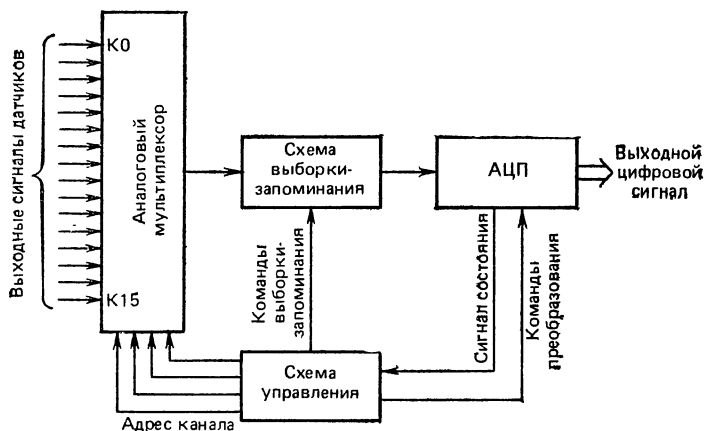 Выходные сигналы датчиков
К0
К15
Аналоговый
мультиплексор
Схема
выборки-
запоминания
АЦП
Выходной
цифровой
сигнал
Команды
выборки-
запоминания
Сигнал состояния
Команды
преобразования
Схема
управления
Адрес канала